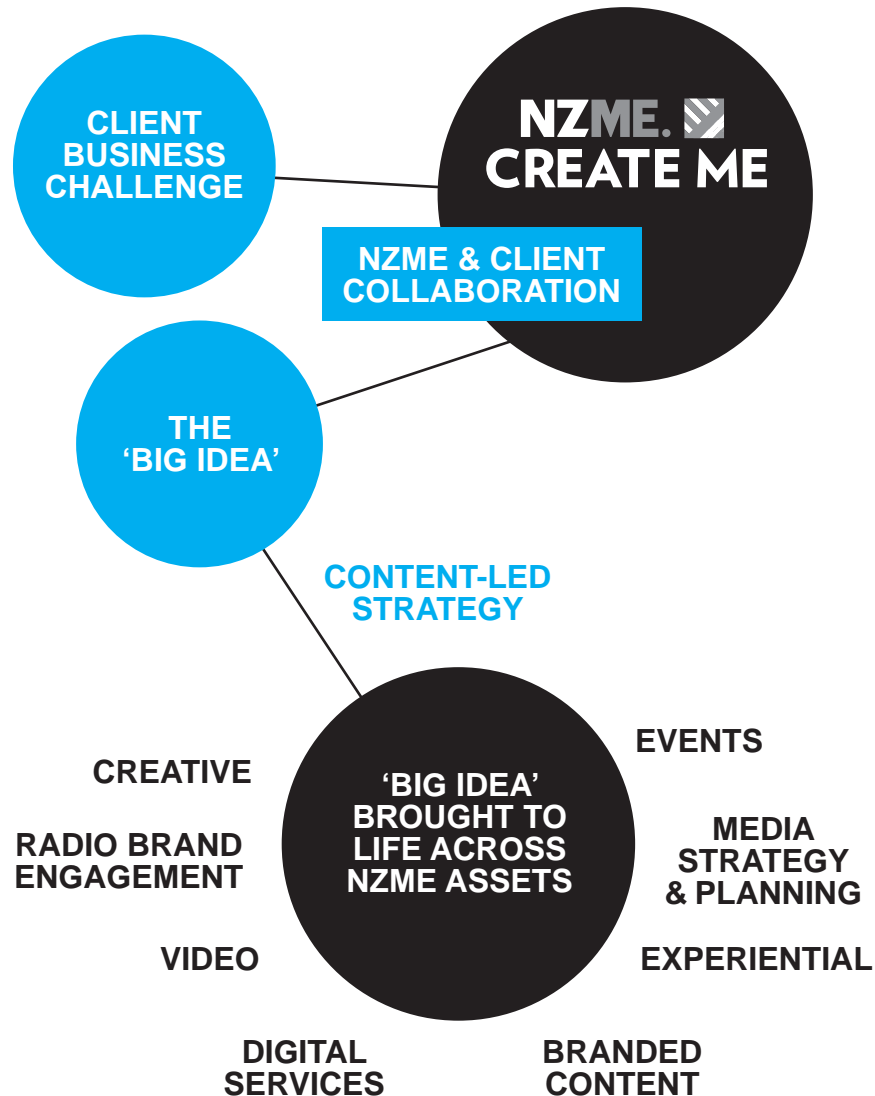 CLIENT
BUSINESS
CHALLENGE
NZME.
CREATE ME
NZME & CLIENT
COLLABORATION
THE
‘BIG IDEA’
CONTENT-LED
STRATEGY
‘BIG IDEA’
BROUGHT TO
LIFE ACROSS
NZME ASSETS
CREATIVE
RADIO BRAND
ENGAGEMENT
VIDEO
DIGITAL
SERVICES
BRANDED
CONTENT
EXPERIENTIAL
MEDIA
STRATEGY
& PLANNING
EVENTS